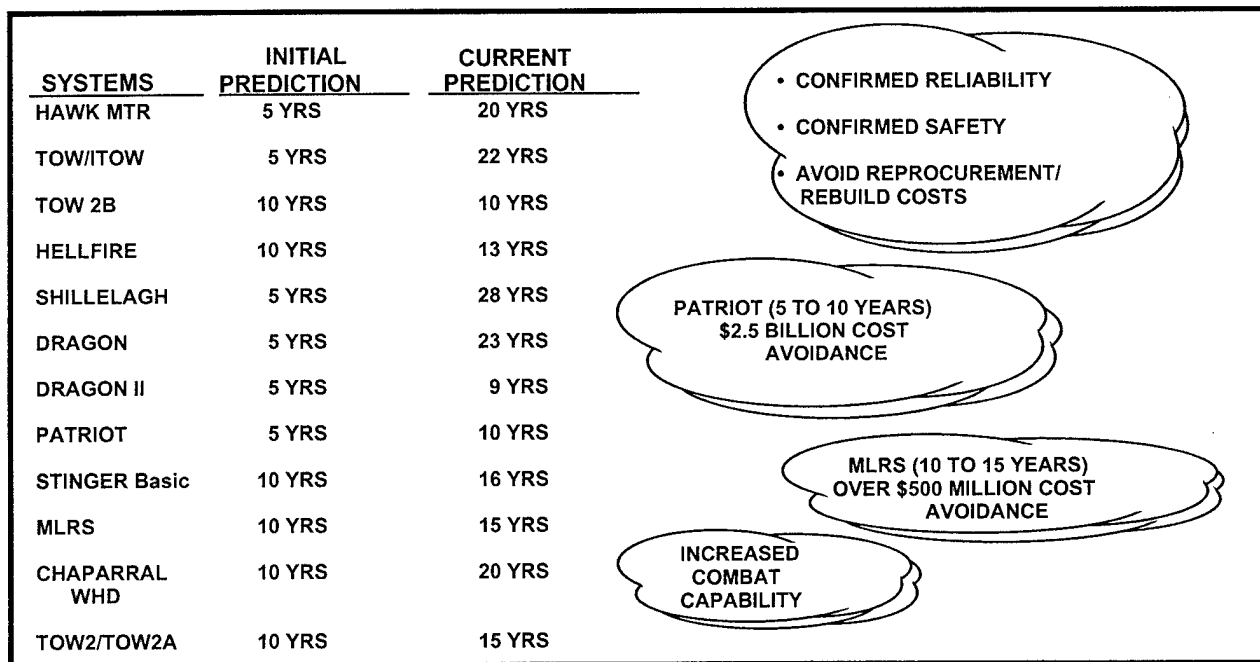 INITIAL CURRENT
SYSTEMS PREDICTION PREDICTION
HAWK MTR 5 YRS 20 YRS
TOW/ITOW 5 YRS 22 YRS
TOW 2B 10 YRS 10 YRS
HELLFIRE 10 YRS 13 YRS
SHILLELAGH 5 YRS 28 YRS
DRAGON 5 YRS 23 YRS
DRAGON II 5 YRS 9 YRS
PATRIOT 5 YRS 10 YRS
STINGER Basic 10 YRS 16 YRS
MLRS 10 YRS 15 YRS
CHAPARRAL 10 YRS 20 YRS
WHD
TOW2/TOW2A 10 YRS 15 YRS
• CONFIRMED RELIABILITY
• CONFIRMED SAFETY
• AVOID REPROCUREMENT/
REBUILD COSTS
PATRIOT (5 TO 10 YEARS)
$2.5 BILLION COST
AVOIDANCE
MLRS (10 TO 15 YEARS)
OVER $500 MILLION COST
AVOIDANCE
INCREASED
COMBAT
CAPABILITY